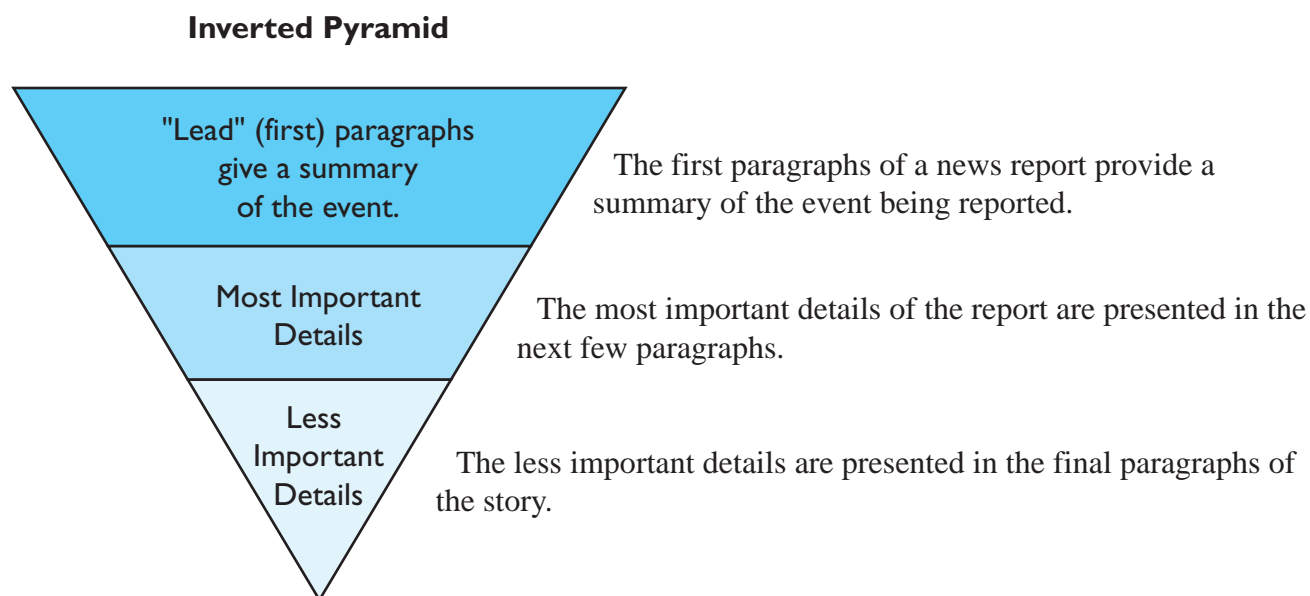 Inverted Pyramid
"Lead" (first) paragraphs
give a summary
of the event.
The first paragraphs of a news report provide a
summary of the event being reported.
Most Important
Details
The most important details of the report are presented in the
next few paragraphs.
Less
Important
Details
The less important details are presented in the final paragraphs of
the story.